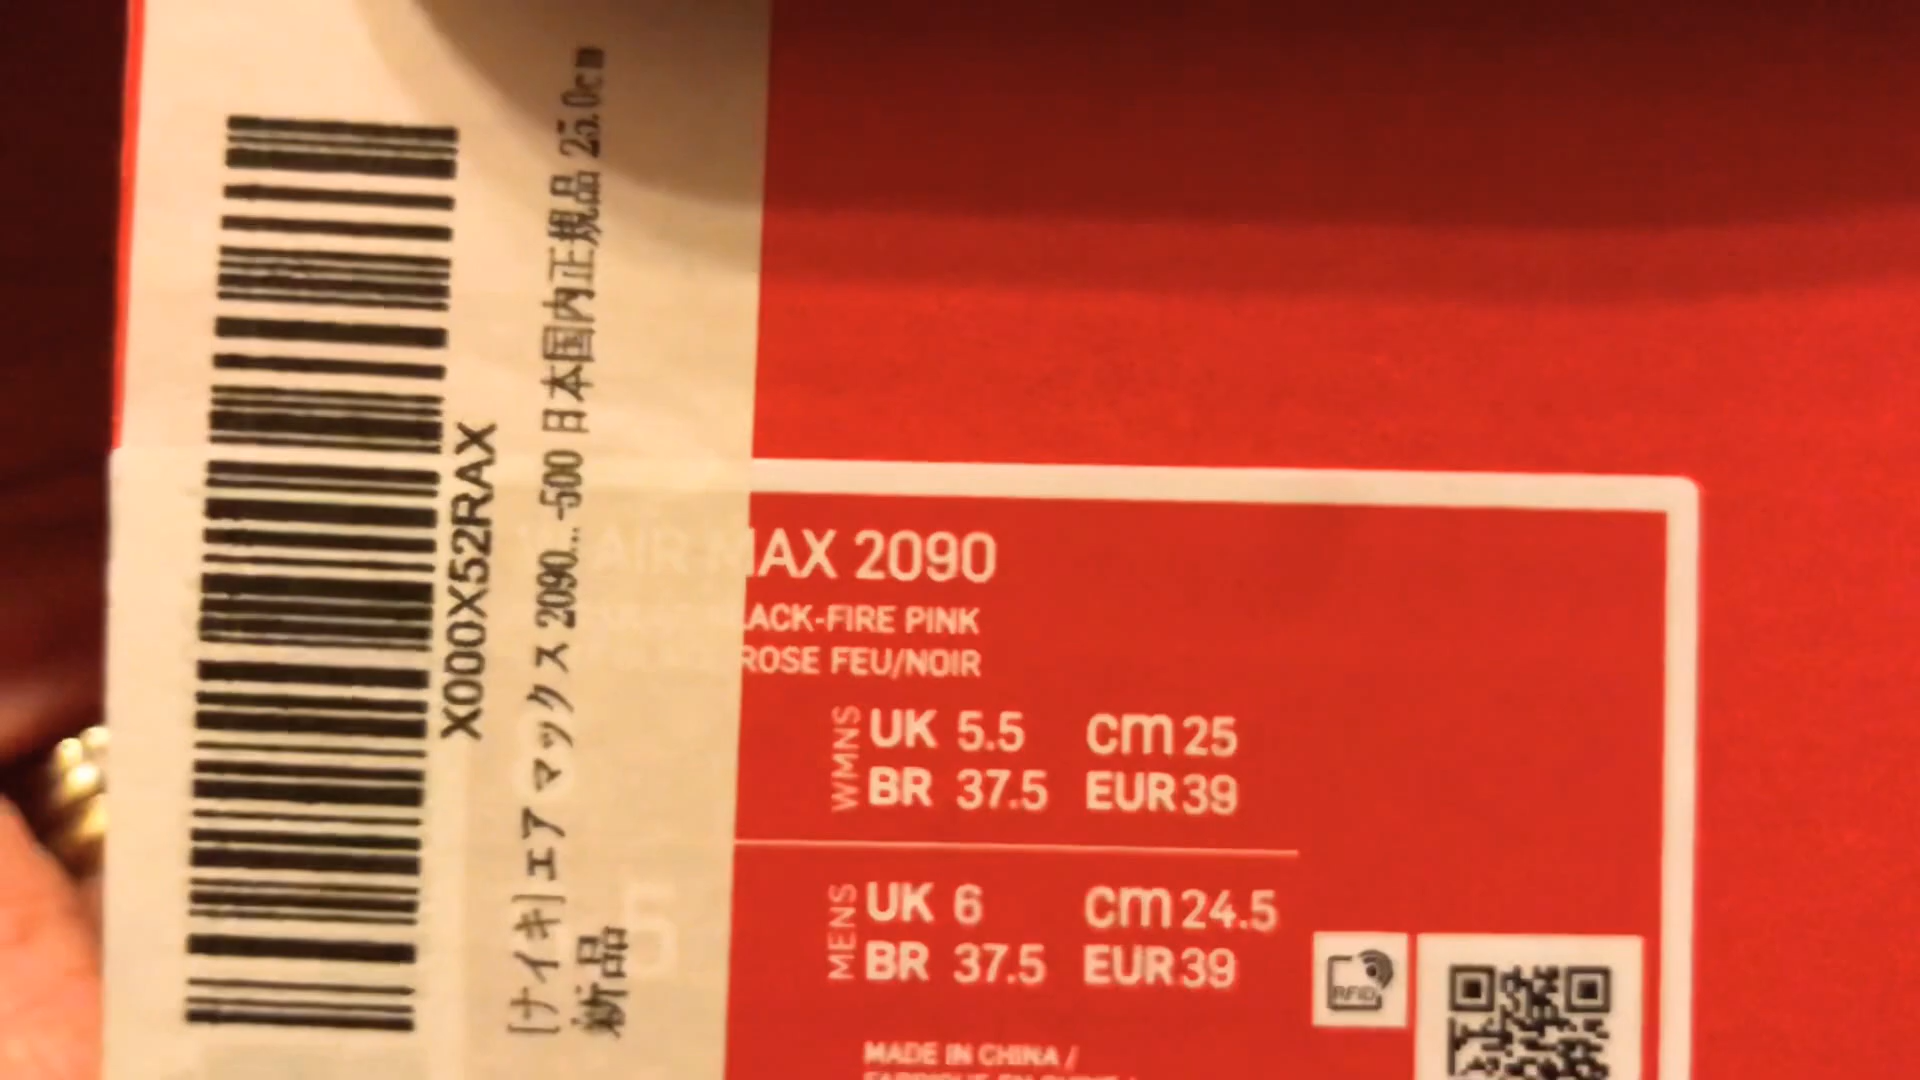 X000X52RAX
[ナイキ] エアマックス 2090... -500 日本国内正規品 25.0cm
新品
AIR MAX 2090
LACK-FIRE PINK
ROSE FEU/NOIR
WMNS
UK 5.5 cm 25
BR 37.5 EUR 39
5
MENS
UK 6 cm 24.5
BR 37.5 EUR 39
RFID
MADE IN CHINA /